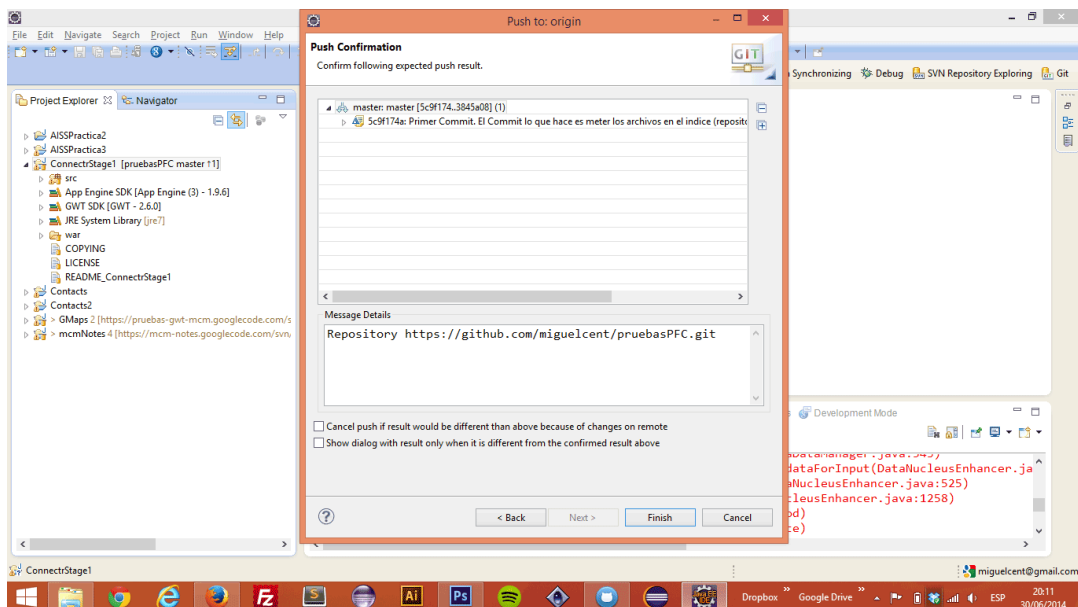 Push to: origin
File Edit Navigate Search Project Run Window Help
Push Confirmation
Confirm following expected push result.
GIT
Synchronizing Debug SVN Repository Exploring Git
Project Explorer Navigator
master: master [5c9f174..3845a08] (1)
5c9f174a: Primer Commit. El Commit lo que hace es meter los archivos en el indice (reposit
AISSPractica2
AISSPractica3
ConnectrStage1 [pruebasPFC master ↑1]
src
App Engine SDK [App Engine (3) - 1.9.6]
GWT SDK [GWT - 2.6.0]
JRE System Library [jre7]
war
COPYING
LICENSE
README_ConnectrStage1
Contacts
Contacts2
> GMaps 2 [https://pruebas-gwt-mcm.googlecode.com/s
> mcmNotes 4 [https://mcm-notes.googlecode.com/svn/
Message Details
Repository https://github.com/miguelcent/pruebasPFC.git
Cancel push if result would be different than above because of changes on remote
Show dialog with result only when it is different from the confirmed result above
Development Mode
dataForInput(DataNucleusEnhancer.ja
aNucleusEnhancer.java:525)
cleusEnhancer.java:1258)
od)
ce)
? < Back Next > Finish Cancel
ConnectrStage1
miguelcent@gmail.com
Ai Ps JAVA EE IDE Dropbox Google Drive ESP 20:11
30/06/2014